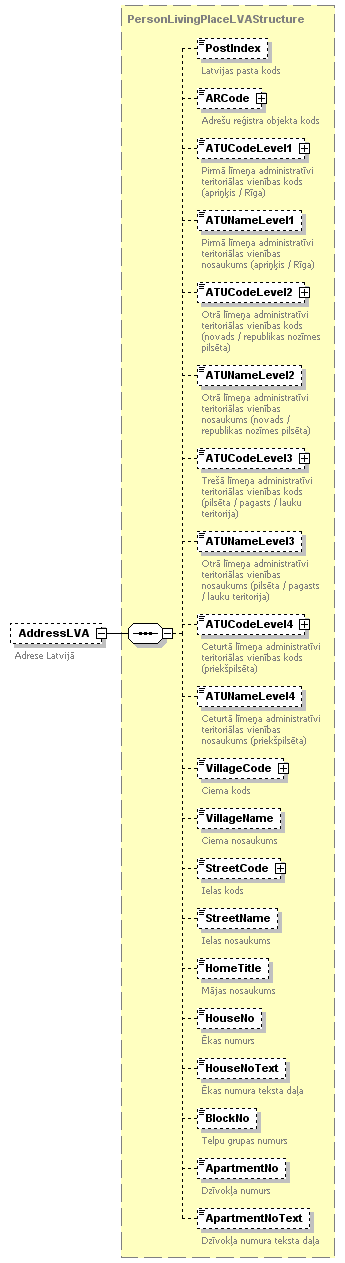 PersonLivingPlaceLVAStructure
PostIndex
Latvijas pasta kods
ARCode
Adrešu reģistra objekta kods
ATUCodeLevel1
Pirmā līmeņa administratīvi
teritoriālas vienības kods
(apriņķis / Rīga)
ATUNameLevel1
Pirmā līmeņa administratīvi
teritoriālas vienības
nosaukums (apriņķis / Rīga)
ATUCodeLevel2
Otrā līmeņa administratīvi
teritoriālas vienības kods
(novads / republikas nozīmes
pilsēta)
ATUNameLevel2
Otrā līmeņa administratīvi
teritoriālas vienības
nosaukums (novads /
republikas nozīmes pilsēta)
ATUCodeLevel3
Trešā līmeņa administratīvi
teritoriālas vienības kods
(pilsēta / pagasts / lauku
teritorija)
ATUNameLevel3
Otrā līmeņa administratīvi
teritoriālas vienības
nosaukums (pilsēta / pagasts
/ lauku teritorija)
ATUCodeLevel4
Ceturtā līmeņa administratīvi
teritoriālas vienības kods
(priekšpilsēta)
AddressLVA
Adrese Latvijā
ATUNameLevel4
Ceturtā līmeņa administratīvi
teritoriālas vienības
nosaukums (priekšpilsēta)
VillageCode
Ciema kods
VillageName
Ciema nosaukums
StreetCode
Ielas kods
StreetName
Ielas nosaukums
HomeTitle
Mājas nosaukums
HouseNo
Ēkas numurs
HouseNoText
Ēkas numura teksta daļa
BlockNo
Telpu grupas numurs
ApartmentNo
Dzīvokļa numurs
ApartmentNoText
Dzīvokļa numura teksta daļa